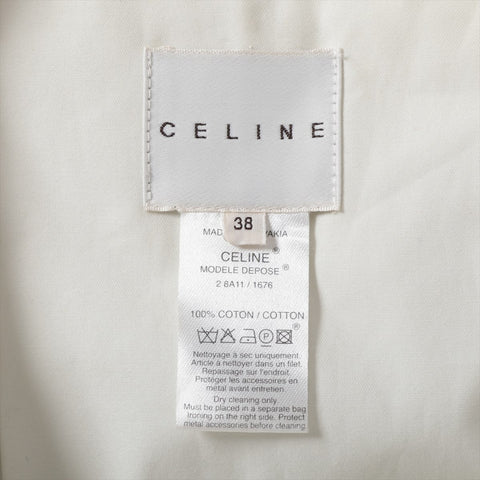 CELINE
38
MAD VAKIA
CELINE®
MODELE DEPOSE®
2 8A11 / 1676
100% COTON / COTTON
P ®
Nettoyage à sec uniquement.
Article à nettoyer dans un filet.
Repassage sur l'endroit.
Protéger les accessoires en
métal avant entretien.
Dry cleaning only.
Must be placed in a separate bag
Ironing on the right side. Protect
metal accessories before cleaning.